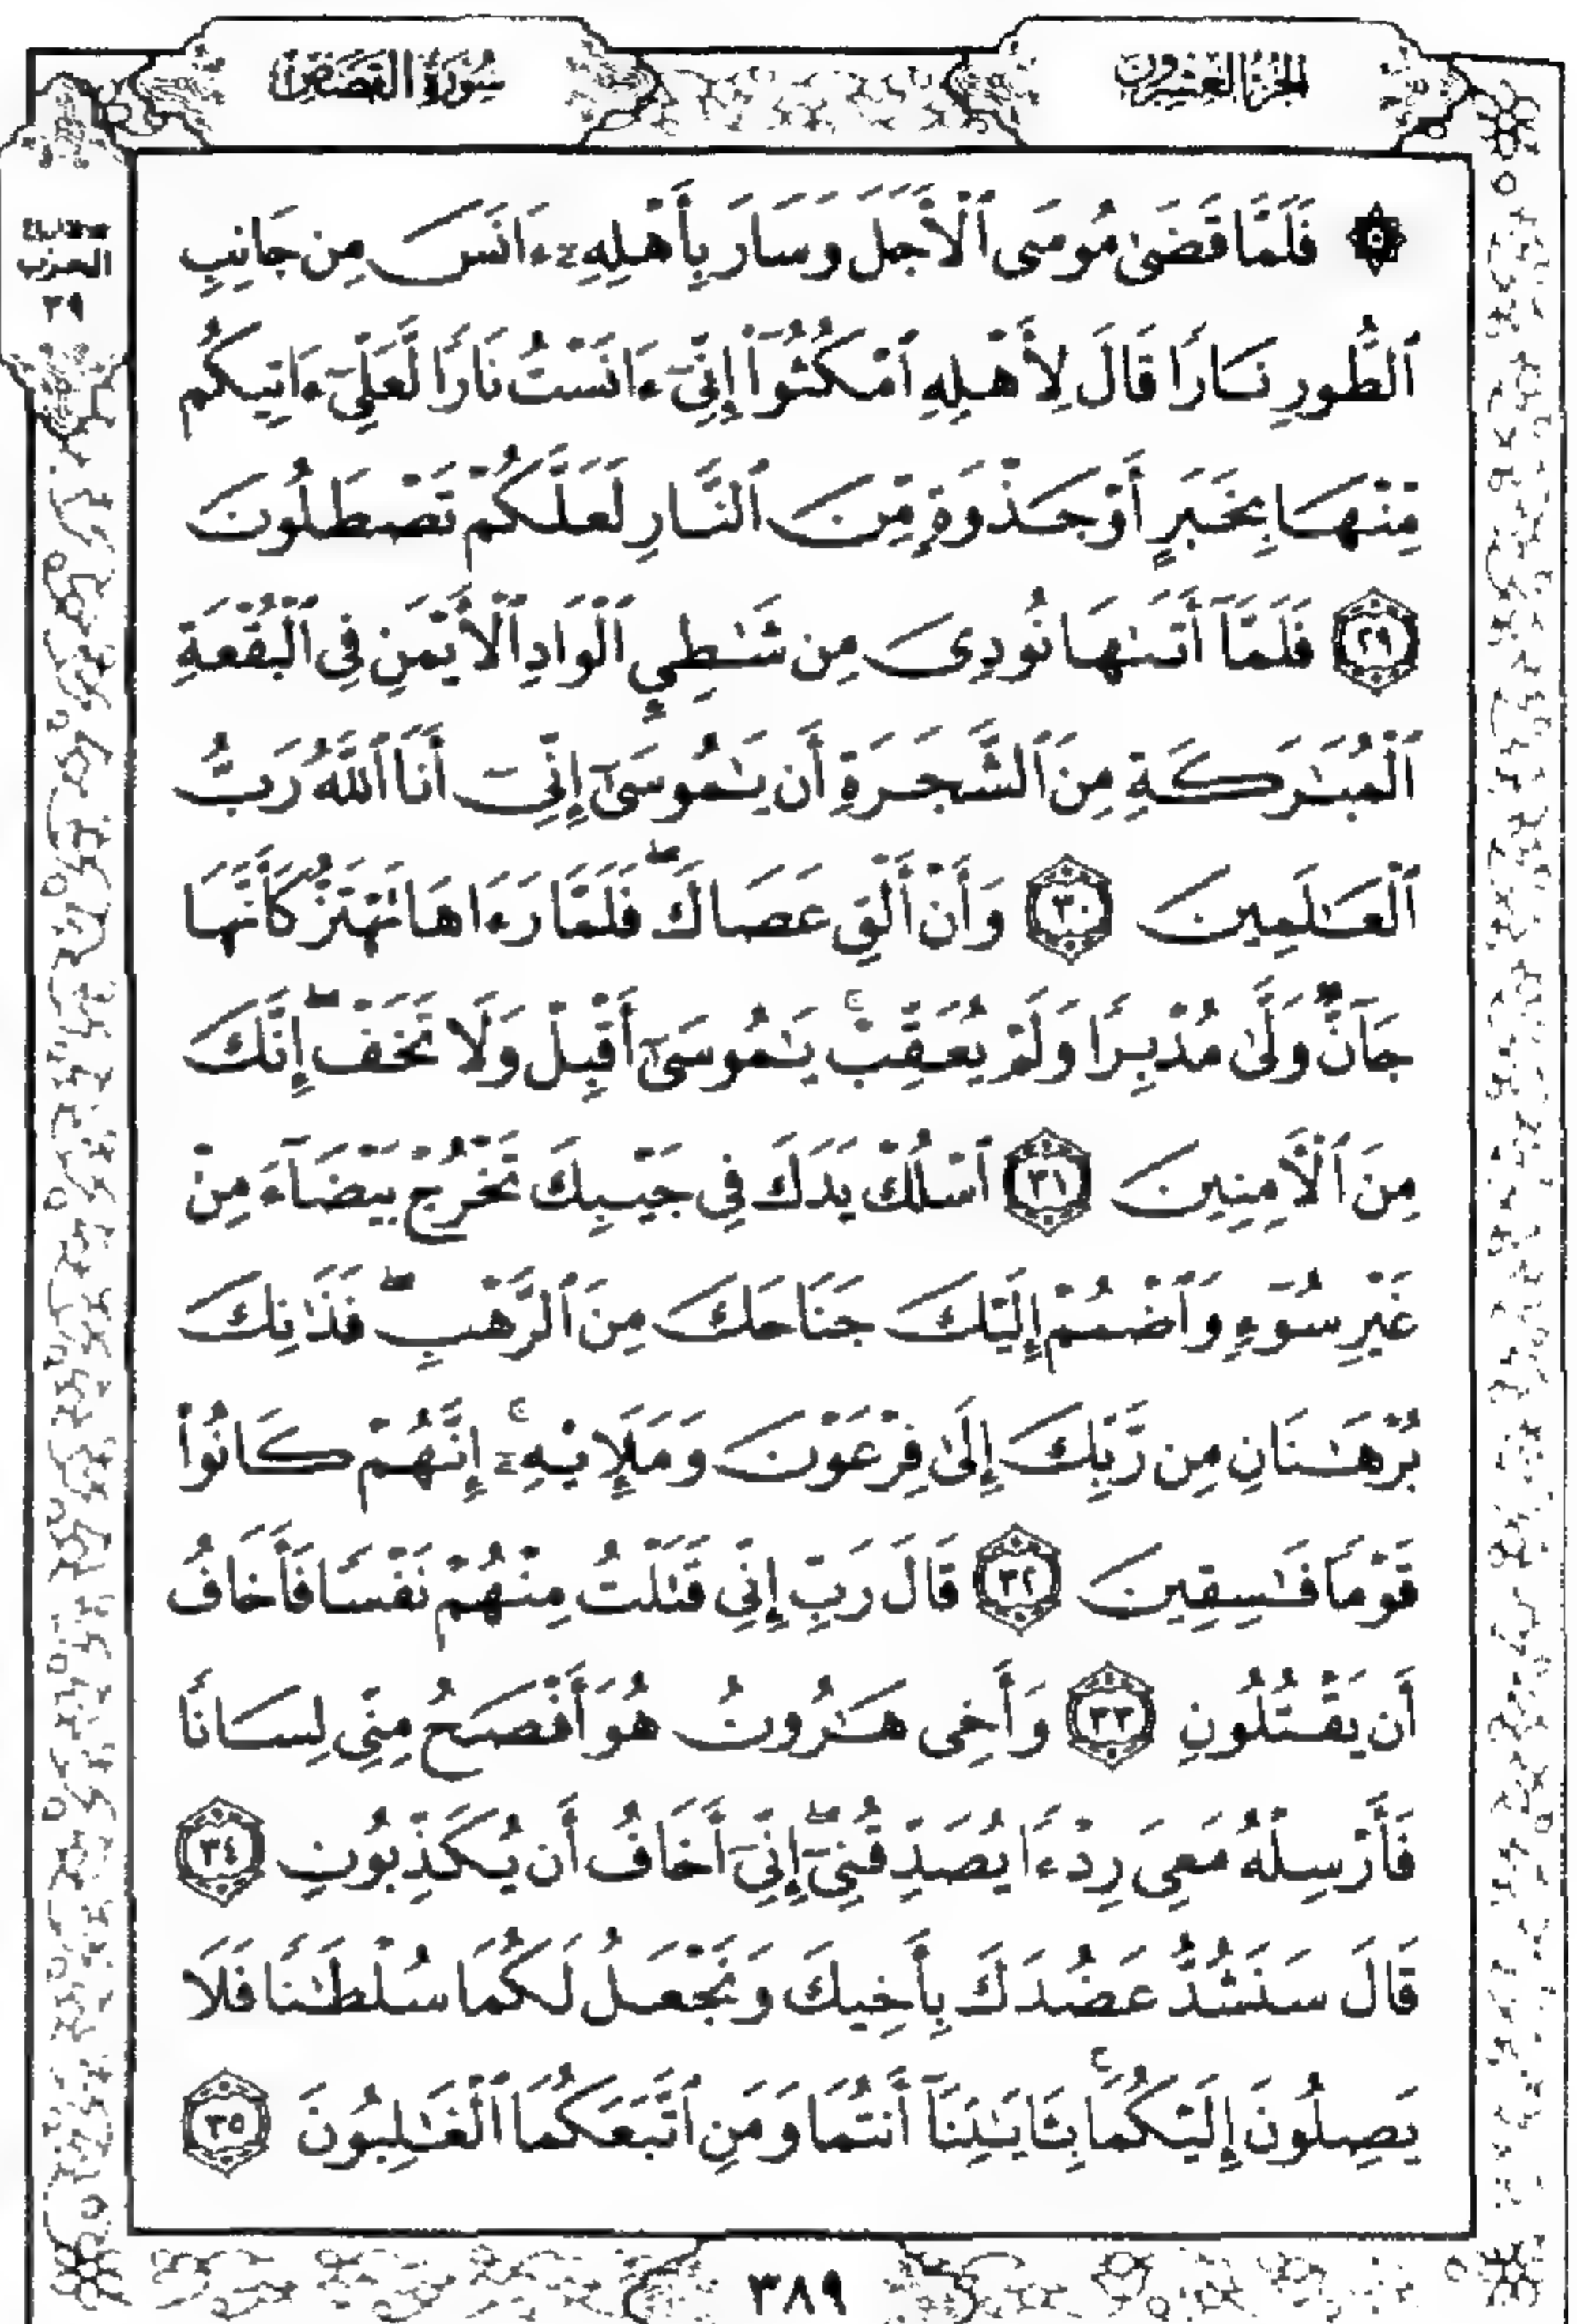 الجزء العشرون
سورة القصص
الحزب
٣٩
۞ فَلَمَّا قَضَىٰ مُوسَى ٱلْأَجَلَ وَسَارَ بِأَهْلِهِۦٓ ءَانَسَ مِن جَانِبِ
ٱلطُّورِ نَارًا قَالَ لِأَهْلِهِ ٱمْكُثُوٓا۟ إِنِّىٓ ءَانَسْتُ نَارًا لَّعَلِّىٓ ءَاتِيكُم
مِّنْهَا بِخَبَرٍ أَوْ جَذْوَةٍ مِّنَ ٱلنَّارِ لَعَلَّكُمْ تَصْطَلُونَ
٢٩ فَلَمَّآ أَتَىٰهَا نُودِىَ مِن شَٰطِئِ ٱلْوَادِ ٱلْأَيْمَنِ فِى ٱلْبُقْعَةِ
ٱلْمُبَٰرَكَةِ مِنَ ٱلشَّجَرَةِ أَن يَٰمُوسَىٰٓ إِنِّىٓ أَنَا ٱللَّهُ رَبُّ
ٱلْعَٰلَمِينَ ٣٠ وَأَنْ أَلْقِ عَصَاكَ ۖ فَلَمَّا رَءَاهَا تَهْتَزُّ كَأَنَّهَا
جَآنٌّ وَلَّىٰ مُدْبِرًا وَلَمْ يُعَقِّبْ ۚ يَٰمُوسَىٰٓ أَقْبِلْ وَلَا تَخَفْ ۖ إِنَّكَ
مِنَ ٱلْأَمِنِينَ ٣١ ٱسْلُكْ يَدَكَ فِى جَيْبِكَ تَخْرُجْ بَيْضَآءَ مِنْ
غَيْرِ سُوٓءٍ وَٱضْمُمْ إِلَيْكَ جَنَاحَكَ مِنَ ٱلرَّهْبِ ۖ فَذَٰنِكَ
بُرْهَٰنَانِ مِن رَّبِّكَ إِلَىٰ فِرْعَوْنَ وَمَلَإِي۟هِۦٓ ۚ إِنَّهُمْ كَانُوا۟
قَوْمًا فَٰسِقِينَ ٣٢ قَالَ رَبِّ إِنِّى قَتَلْتُ مِنْهُمْ نَفْسًا فَأَخَافُ
أَن يَقْتُلُونِ ٣٣ وَأَخِى هَٰرُونُ هُوَ أَفْصَحُ مِنِّى لِسَانًا
فَأَرْسِلْهُ مَعِىَ رِدْءًا يُصَدِّقُنِىٓ ۖ إِنِّىٓ أَخَافُ أَن يُكَذِّبُونِ ٣٤
قَالَ سَنَشُدُّ عَضُدَكَ بِأَخِيكَ وَنَجْعَلُ لَكُمَا سُلْطَٰنًا فَلَا
يَصِلُونَ إِلَيْكُمَا ۚ بِـَٔايَٰتِنَآ أَنتُمَا وَمَنِ ٱتَّبَعَكُمَا ٱلْغَٰلِبُونَ ٣٥
٣٨٩